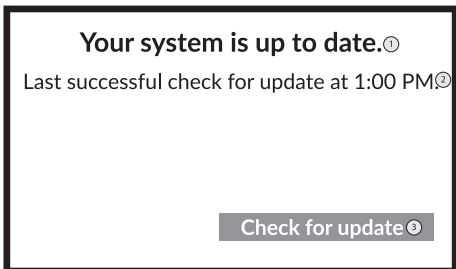 Your system is up to date.①
Last successful check for update at 1:00 PM.②
Check for update③